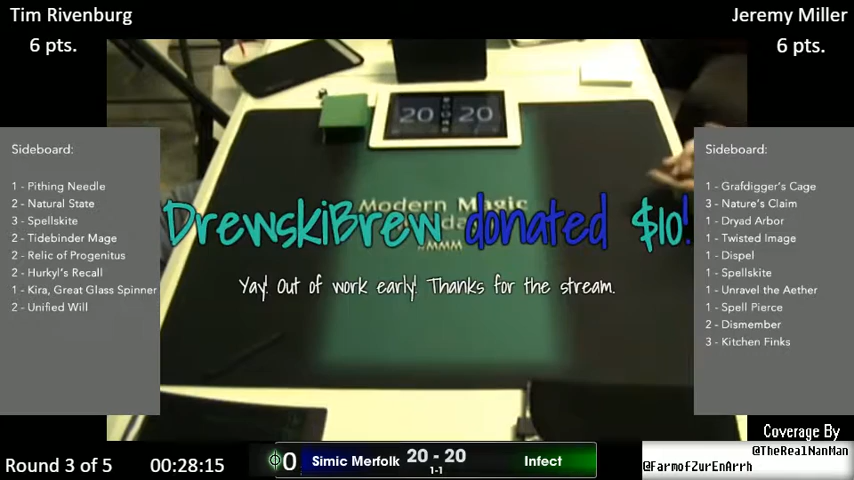 Tim Rivenburg
Jeremy Miller
6 pts.
6 pts.
20 20
Sideboard:
1 - Pithing Needle
2 - Natural State
3 - Spellskite
2 - Tidebinder Mage
2 - Relic of Progenitus
2 - Hurkyl's Recall
1 - Kira, Great Glass Spinner
2 - Unified Will
Sideboard:
1 - Grafdigger's Cage
3 - Nature's Claim
1 - Dryad Arbor
1 - Twisted Image
1 - Dispel
1 - Spellskite
1 - Unravel the Aether
1 - Spell Pierce
2 - Dismember
3 - Kitchen Finks
Modern Magic
DrewskiBrew donated $10!
Yay! Out of work early! Thanks for the stream.
Coverage By
@TheRealNanMan
@FarmofZurEnArrh
Round 3 of 5
00:28:15
0 Simic Merfolk 20 - 20 Infect
1-1